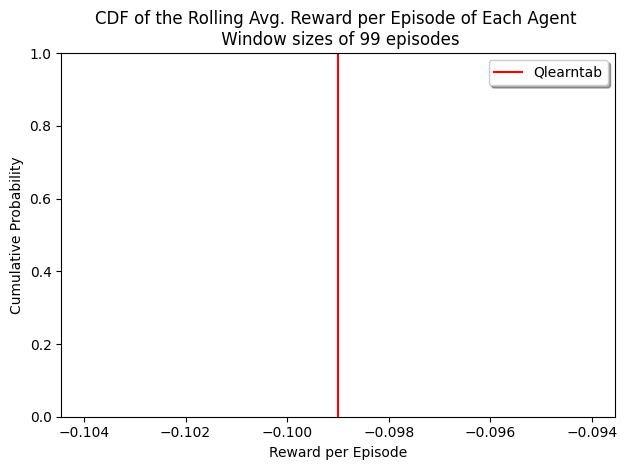 CDF of the Rolling Avg. Reward per Episode of Each Agent
Window sizes of 99 episodes
Qlearntab
Cumulative Probability
1.0
0.8
0.6
0.4
0.2
0.0
−0.104 −0.102 −0.100 −0.098 −0.096 −0.094
Reward per Episode